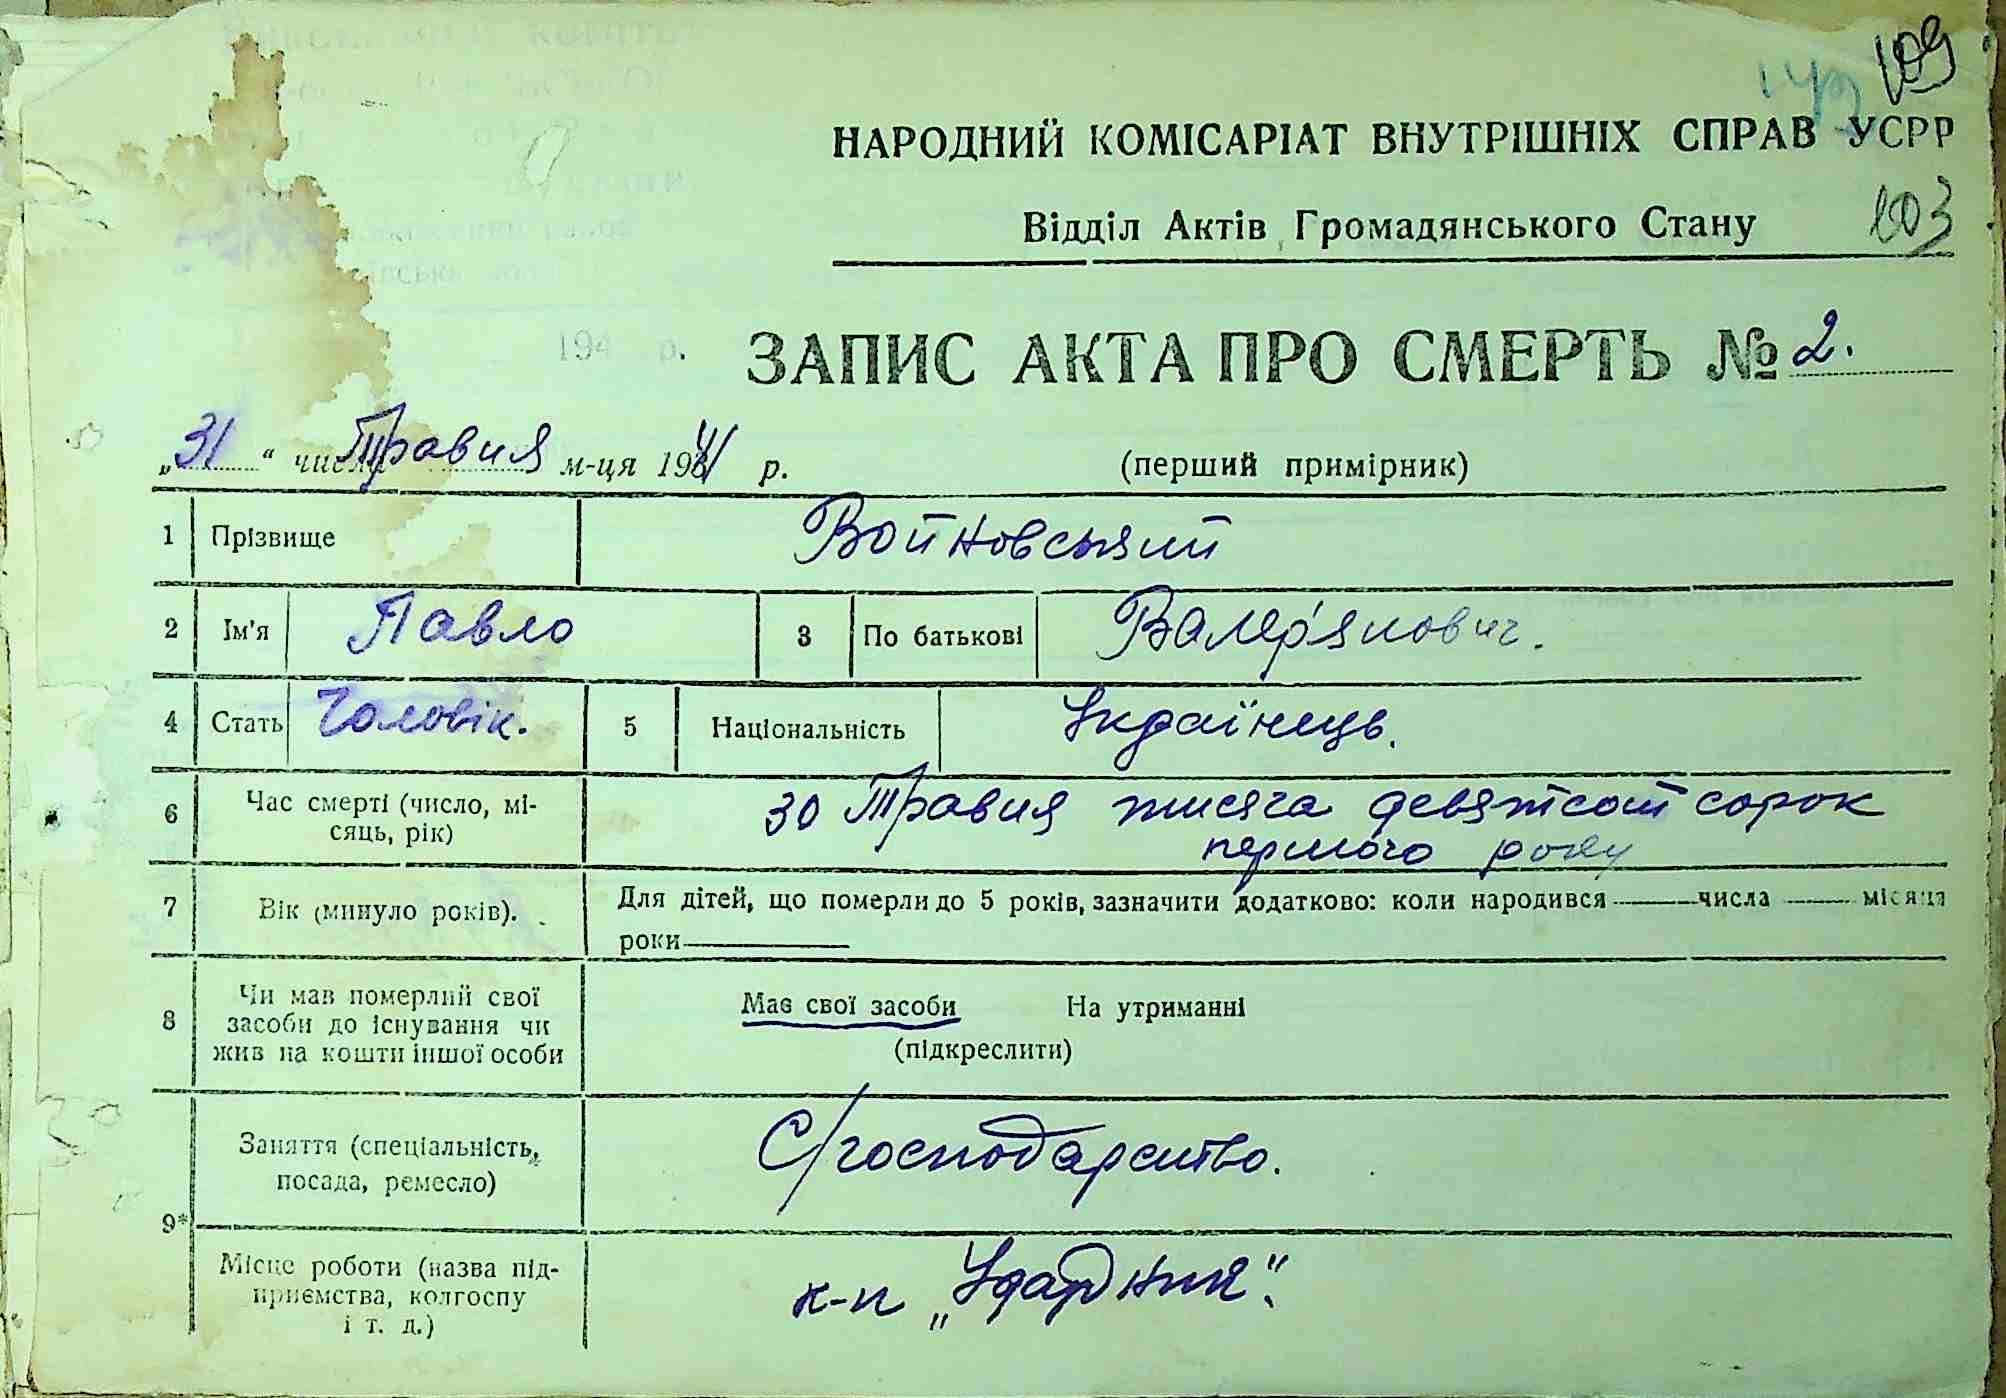 109
103
НАРОДНИЙ КОМІСАРІАТ ВНУТРІШНІХ СПРАВ УСРР
Відділ Актів Громадянського Стану
194 р.
ЗАПИС АКТА ПРО СМЕРТЬ № 2.
„31“ числа Травня м-ця 1941 р.
(перший примірник)
1 Прізвище Войновський
2 Ім'я Павло 3 По батькові Валер'янович.
4 Стать Чоловік. 5 Національність Українець.
6 Час смерті (число, мі-
сяць, рік)
30 Травня тисяча девятсот сорок
першого року
7 Вік (минуло років).
Для дітей, що померли до 5 років, зазначити додатково: коли народився — числа — місяця
роки —
8 Чи мав померлий свої
засоби до існування чи
жив на кошти іншої особи
Має свої засоби На утриманні
(підкреслити)
Заняття (спеціальність,
посада, ремесло)
С/господарство.
9*
Місце роботи (назва під-
приємства, колгоспу
і т. д.)
к-п „Ударник".